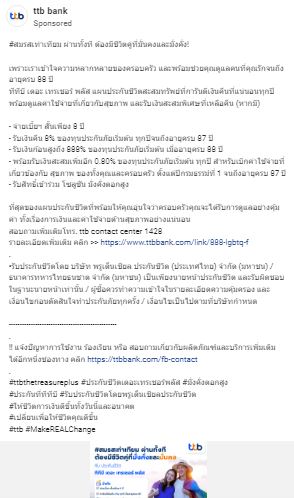 ttb bank
Sponsored
#สมรสเท่าเทียม ผ่านทั้งที ต้องมีชีวิตคู่ที่มั่นคงและมั่งคั่ง!
เพราะเราเข้าใจความหลากหลายของครอบครัว และพร้อมช่วยคุณดูแลคนที่คุณรักจนถึง
อายุครบ 88 ปี
ทีทีบี เดอะ เทรเชอร์ พลัส แผนประกันชีวิตสะสมทรัพย์ที่การันตีเงินคืนที่แน่นอนทุกปี
พร้อมดูแลค่าใช้จ่ายที่เกี่ยวกับสุขภาพ และรับเงินสะสมพิเศษที่เหลือคืน (หากมี)
- จ่ายเบี้ยฯ สั้นเพียง 8 ปี
- รับเงินคืน 8% ของทุนประกันภัยเริ่มต้น ทุกปีจนถึงอายุครบ 87 ปี
- รับเงินก้อนสูงถึง 888% ของทุนประกันภัยเริ่มต้น เมื่ออายุครบ 88 ปี
- พร้อมรับเงินสะสมเพิ่มอีก 0.80% ของทุนประกันภัยเริ่มต้น ทุกปี สำหรับเบิกค่าใช้จ่ายที่
เกี่ยวข้องกับ สุขภาพ ของทั้งคุณและครอบครัว ตั้งแต่ปีกรมธรรม์ที่ 1 จนถึงอายุครบ 87 ปี
- รับสิทธิ์เข้าร่วม โซลูชัน มั่งคั่งตอกสูง
ที่สุดของแผนประกันชีวิตที่พร้อมให้คุณอุ่นใจว่าครอบครัวคุณจะได้รับการดูแลอย่างคุ้ม
ค่า ทั้งเรื่องการเงินและค่าใช้จ่ายด้านสุขภาพอย่างแน่นอน
สอบถามเพิ่มเติมโทร. ttb contact center 1428
รายละเอียดเพิ่มเติม คลิก >> https://www.ttbbank.com/link/888-lgbtq-f
.
•รับประกันชีวิตโดย บริษัท พรูเด็นเชียล ประกันชีวิต (ประเทศไทย) จำกัด (มหาชน) /
ธนาคารทหารไทยธนชาต จำกัด (มหาชน) เป็นเพียงนายหน้าประกันชีวิต และรับผิดชอบ
ในฐานะนายหน้าเท่านั้น / ผู้ซื้อควรทำความเข้าใจในรายละเอียดความคุ้มครอง และ
เงื่อนไขก่อนตัดสินใจทำประกันภัยทุกครั้ง / เงื่อนไขเป็นไปตามที่บริษัทกำหนด
.
----------------------------------------
.
!! แจ้งปัญหาการใช้งาน ร้องเรียน หรือ สอบถามเกี่ยวกับผลิตภัณฑ์และบริการเพิ่มเติม
ได้อีกหนึ่งช่องทาง คลิก https://ttbbank.com/fb-contact
.
#ttbthetreasureplus #ประกันชีวิตเดอะเทรเชอร์พลัส #มั่งคั่งตอกสูง
#ประกันทีทีบี #รับประกันชีวิตโดยพรูเด็นเชียลประกันชีวิต
#ให้ชีวิตการเงินดีขึ้นทั้งวันนี้และอนาคต
#เปลี่ยนเพื่อให้ชีวิตคุณดีขึ้น
#ttb #MakeREALChange
#สมรสเท่าเทียม ผ่านทั้งที
ต้องมีชีวิตคู่ที่มั่นคงและมั่นคง
ttb